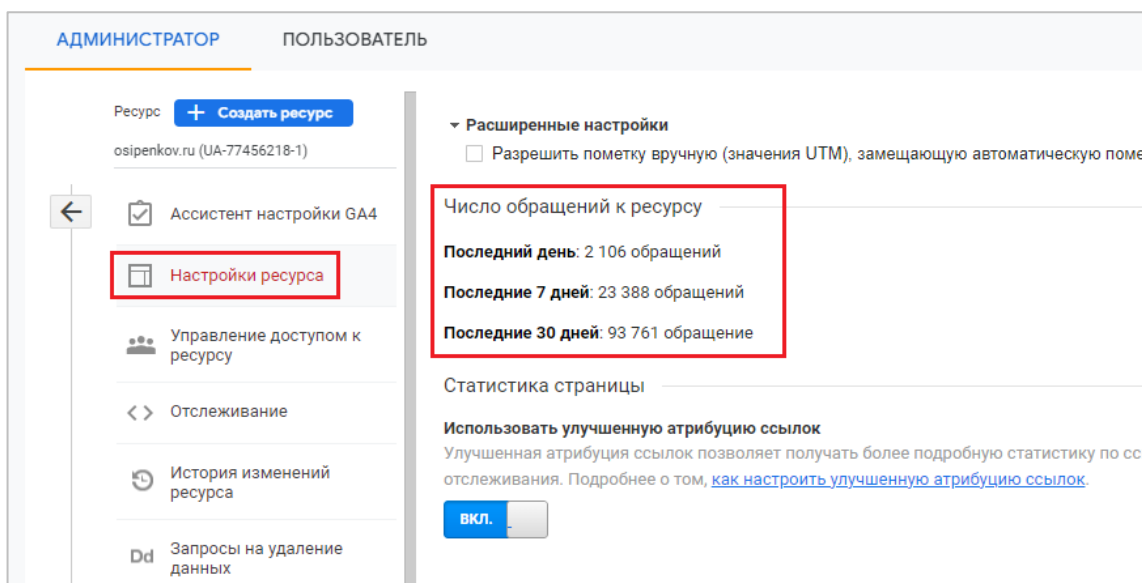 АДМИНИСТРАТОР ПОЛЬЗОВАТЕЛЬ
Ресурс + Создать ресурс
osipenkov.ru (UA-77456218-1)
Ассистент настройки GA4
Настройки ресурса
Управление доступом к
ресурсу
Отслеживание
История изменений
ресурса
Dd Запросы на удаление
данных
Расширенные настройки
Разрешить пометку вручную (значения UTM), замещающую автоматическую поме
Число обращений к ресурсу
Последний день: 2 106 обращений
Последние 7 дней: 23 388 обращений
Последние 30 дней: 93 761 обращение
Статистика страницы
Использовать улучшенную атрибуцию ссылок
Улучшенная атрибуция ссылок позволяет получать более подробную статистику по сс
отслеживания. Подробнее о том, как настроить улучшенную атрибуцию ссылок.
ВКЛ.